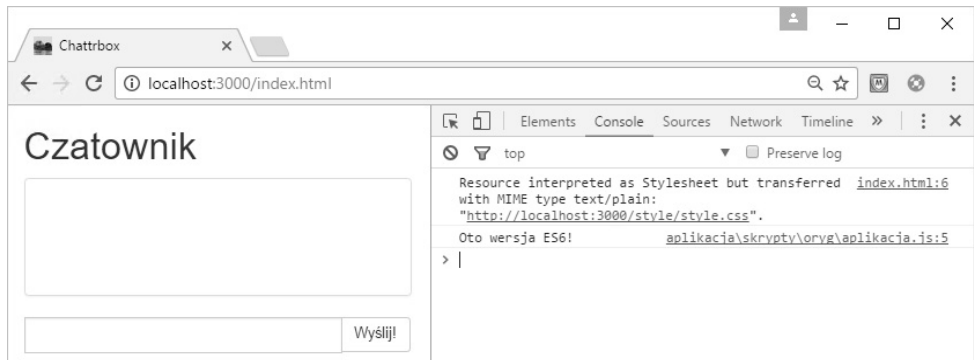 Chattrbox
localhost:3000/index.html
Czatownik
Wyślij!
Elements Console Sources Network Timeline »
top Preserve log
Resource interpreted as Stylesheet but transferred index.html:6
with MIME type text/plain:
"http://localhost:3000/style/style.css".
Oto wersja ES6! aplikacja\skrypty\oryg\aplikacja.js:5
>